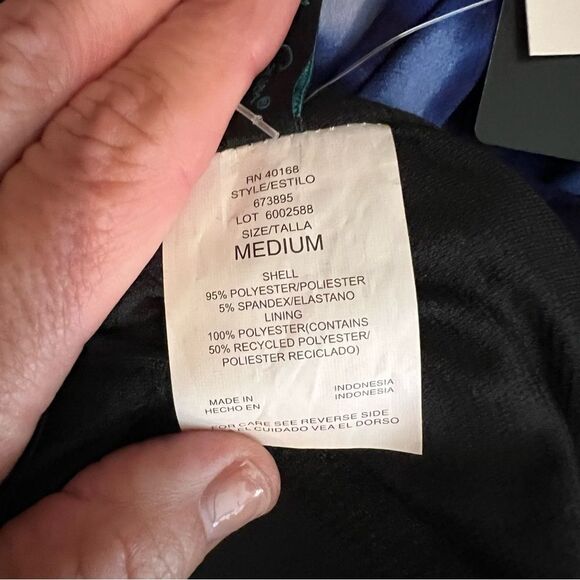 RN 40168
STYLE/ESTILO
673895
LOT 6002588
SIZE/TALLA
MEDIUM
SHELL
95% POLYESTER/POLIESTER
5% SPANDEX/ELASTANO
LINING
100% POLYESTER(CONTAINS
50% RECYCLED POLYESTER/
POLIESTER RECICLADO)
MADE IN INDONESIA
HECHO EN INDONESIA
FOR CARE SEE REVERSE SIDE
EL CUIDADO VEA EL DORSO